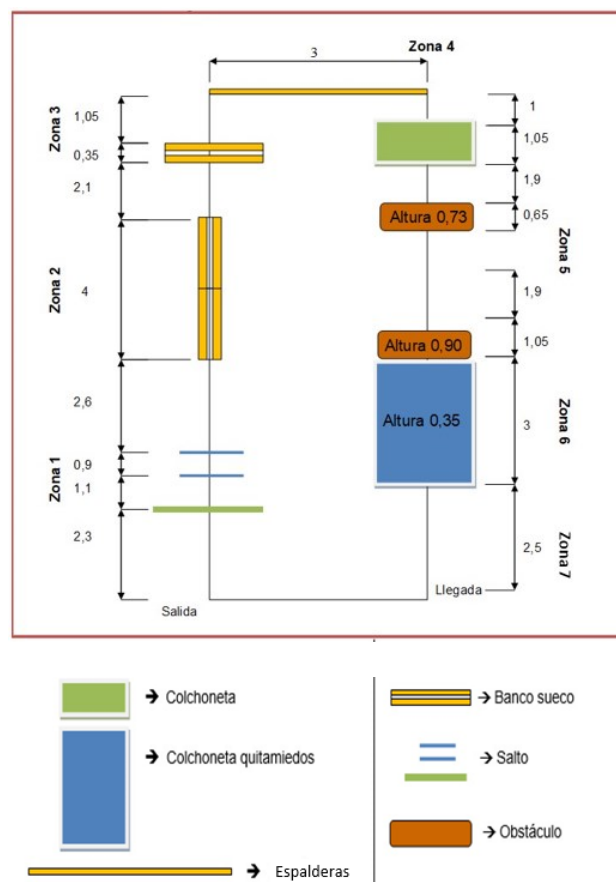 Zona 4
3
Zona 3
1,05
0,35
2,1
Zona 2
4
2,6
Zona 1
0,9
1,1
2,3
Salida
1
1,05
1,9
Altura 0,73
0,65
Zona 5
1,9
Altura 0,90
1,05
Altura 0,35
3
Zona 6
2,5
Zona 7
Llegada
➔ Colchoneta
➔ Colchoneta quitamiedos
➔ Espalderas
→ Banco sueco
→ Salto
→ Obstáculo